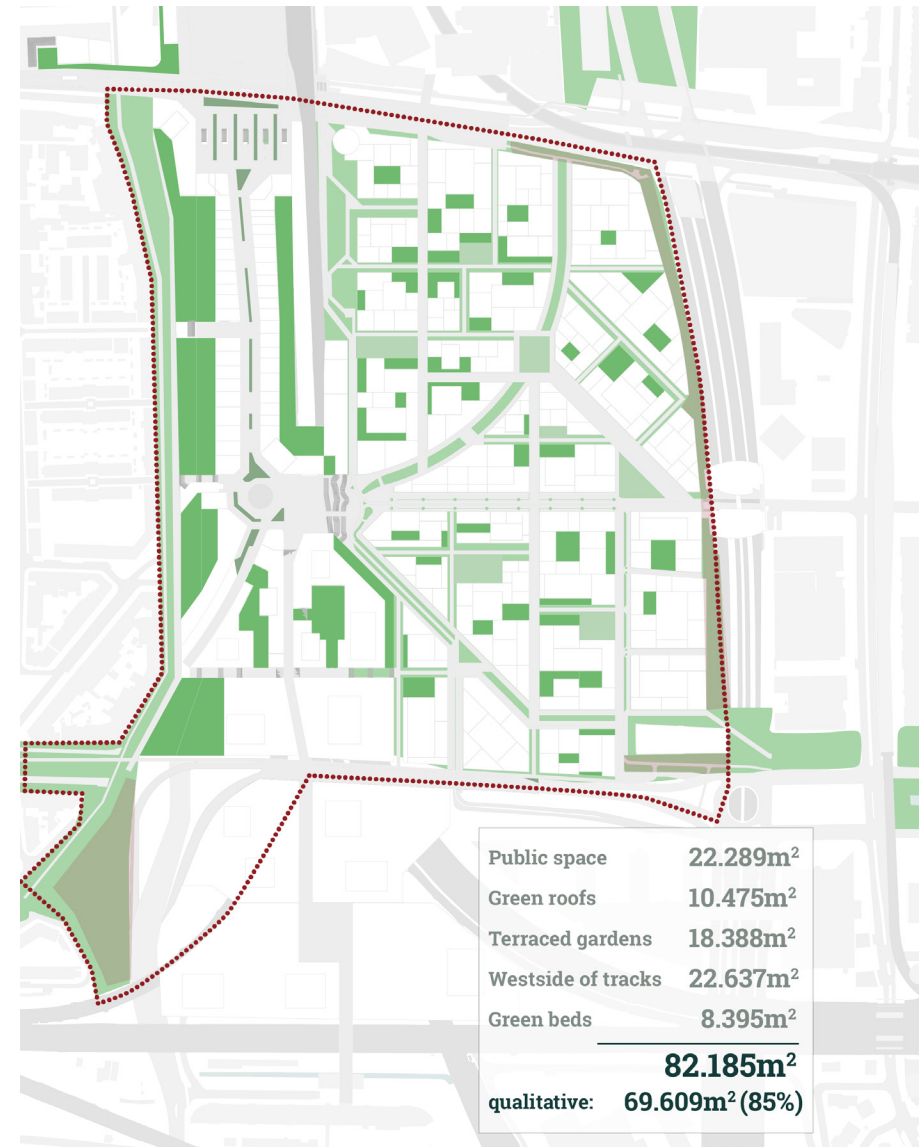 Public space 22.289m²
Green roofs 10.475m²
Terraced gardens 18.388m²
Westside of tracks 22.637m²
Green beds 8.395m²
82.185m²
qualitative: 69.609m² (85%)